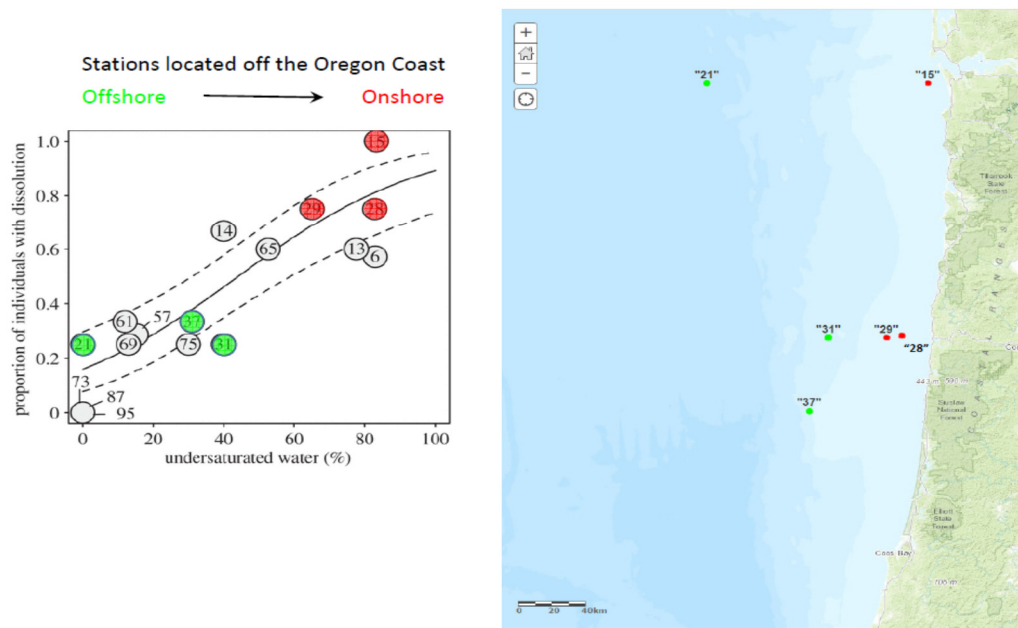 Stations located off the Oregon Coast
Offshore
Onshore
proportion of individuals with dissolution
1.0
0.8
0.6
0.4
0.2
0
15
29
28
14
65
13
6
61
57
37
21
69
75
31
73
87
95
0
20
40
60
80
100
undersaturated water (%)
+
−
"21"
"15"
Tillamook
State
Forest
"31"
"29"
"28"
"37"
Siuslaw
National
Forest
Elliott
State
Forest
Coos Bay
COASTAL RANGES
0
20
40km